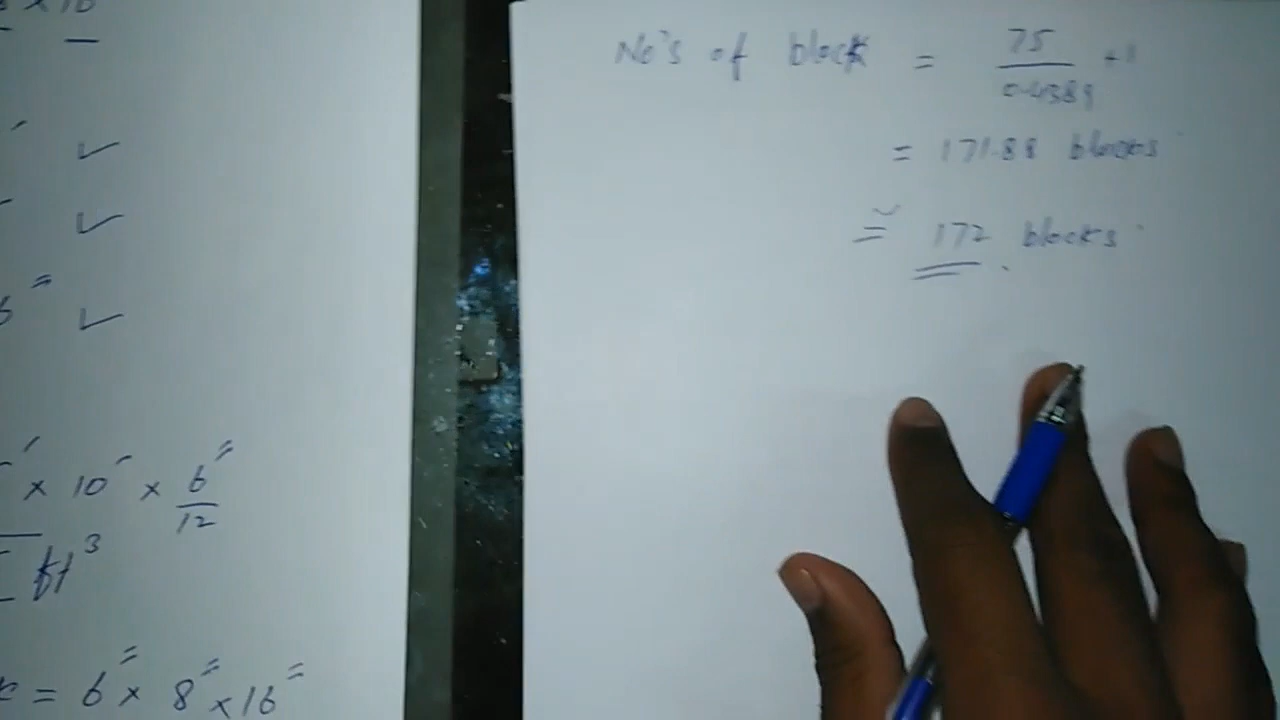 × 10' × 6"
12
ft³
= 6" × 8" × 16"
No's of block = 75
0.4389 +1
= 171.88 blocks
≅ 172 blocks.